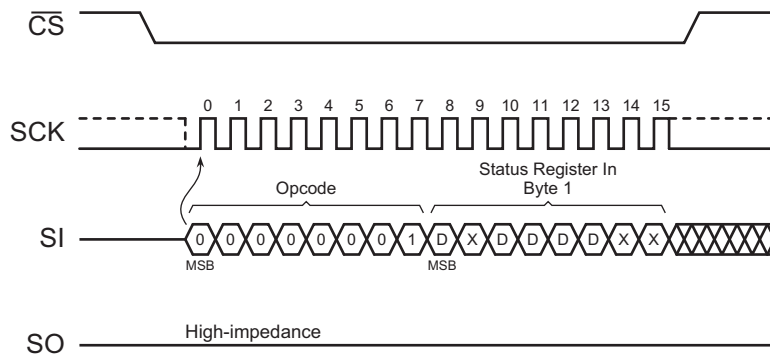 CS
0 1 2 3 4 5 6 7 8 9 10 11 12 13 14 15
SCK
Opcode
Status Register In
Byte 1
SI
0 0 0 0 0 0 0 1 D X D D D D X X
MSB MSB
High-impedance
SO